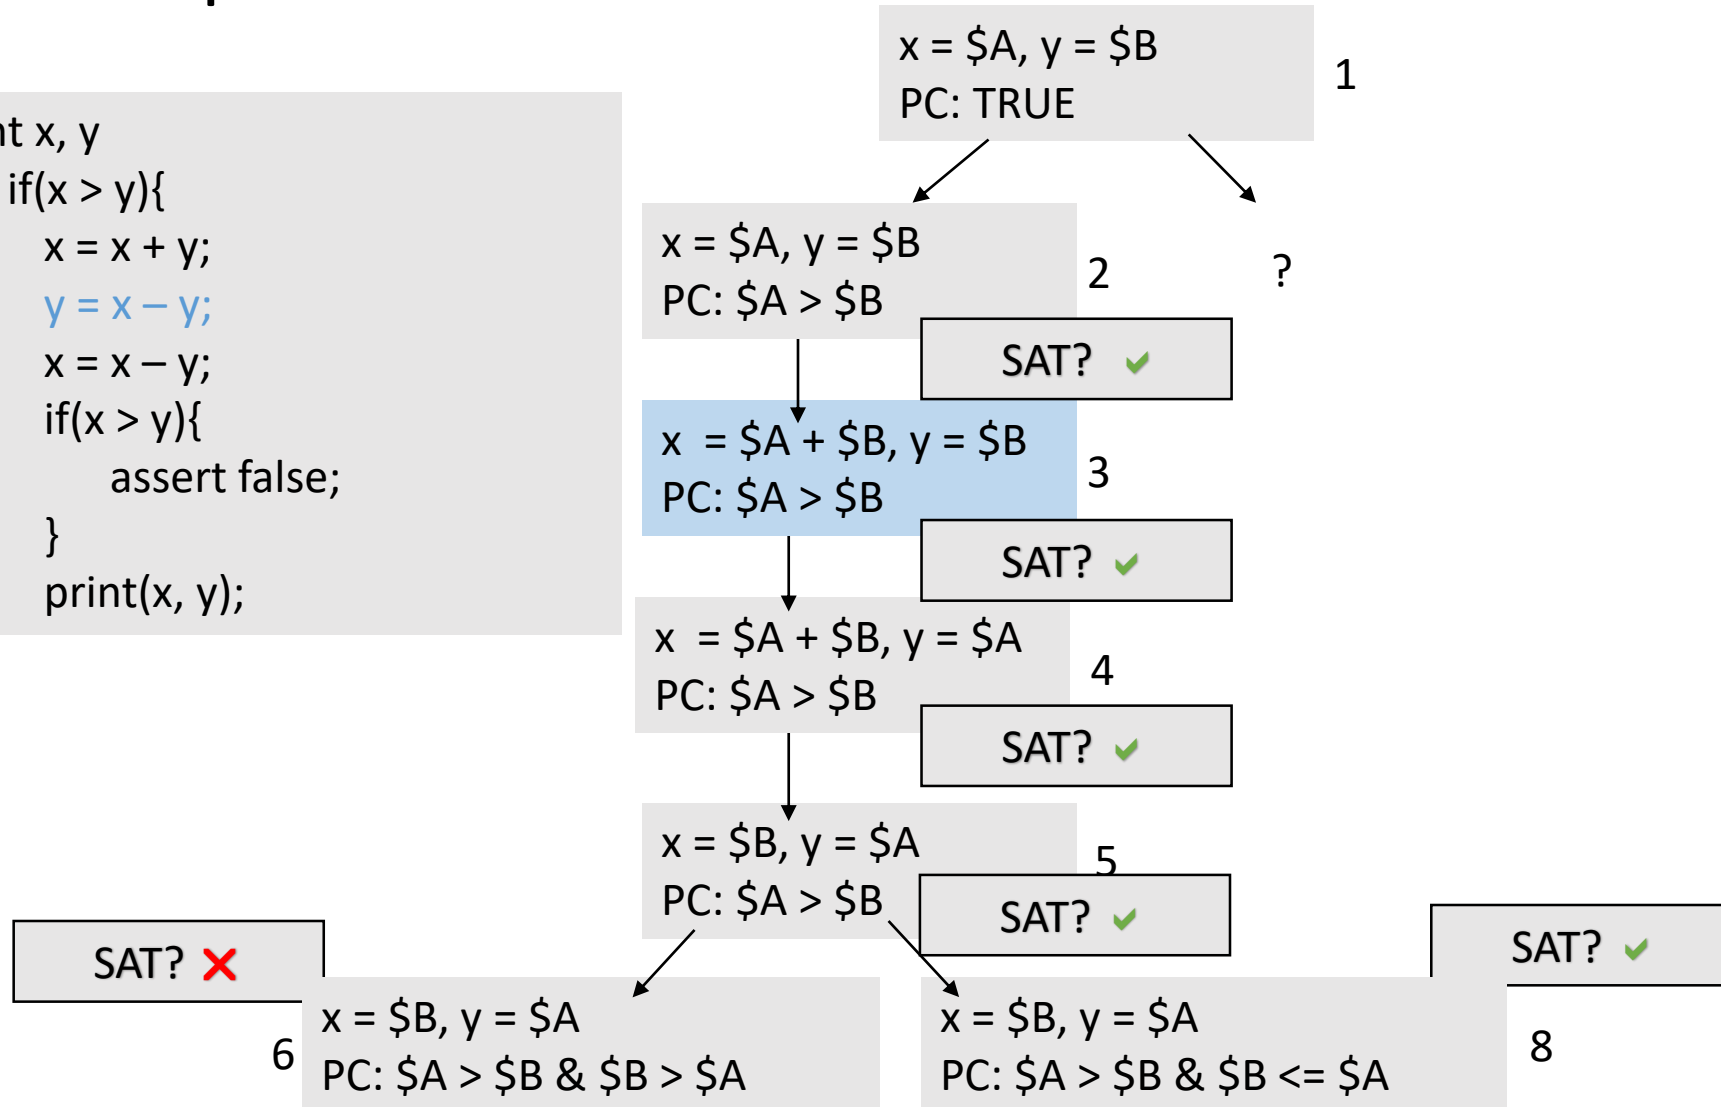 x = $A, y = $B
PC: TRUE
1
nt x, y
if(x > y){
x = x + y;
y = x – y;
x = x – y;
if(x > y){
assert false;
}
print(x, y);
x = $A, y = $B
PC: $A > $B
2
?
SAT?
x = $A + $B, y = $B
PC: $A > $B
3
SAT?
x = $A + $B, y = $A
PC: $A > $B
4
SAT?
x = $B, y = $A
PC: $A > $B
5
SAT?
SAT?
SAT?
x = $B, y = $A
PC: $A > $B & $B > $A
6
x = $B, y = $A
PC: $A > $B & $B <= $A
8